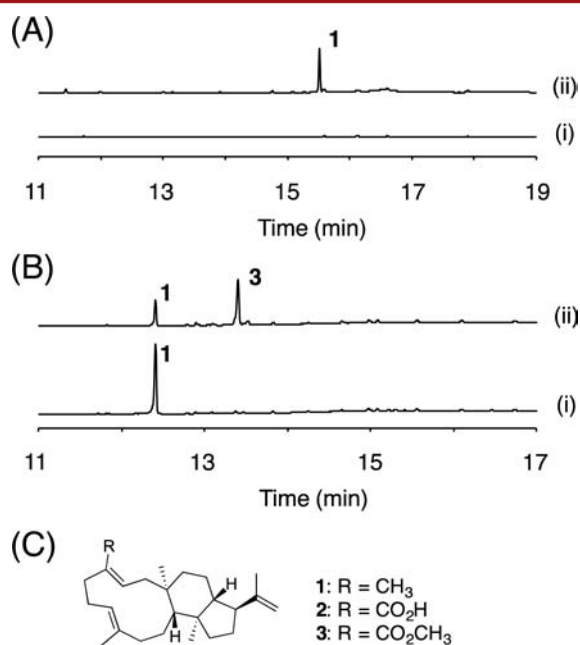 (A)
1
(ii)
(i)
11 13 15 17 19
Time (min)
(B)
1 3
(ii)
1
(i)
11 13 15 17
Time (min)
(C)
R
H
H
1: R = CH₃
2: R = CO₂H
3: R = CO₂CH₃